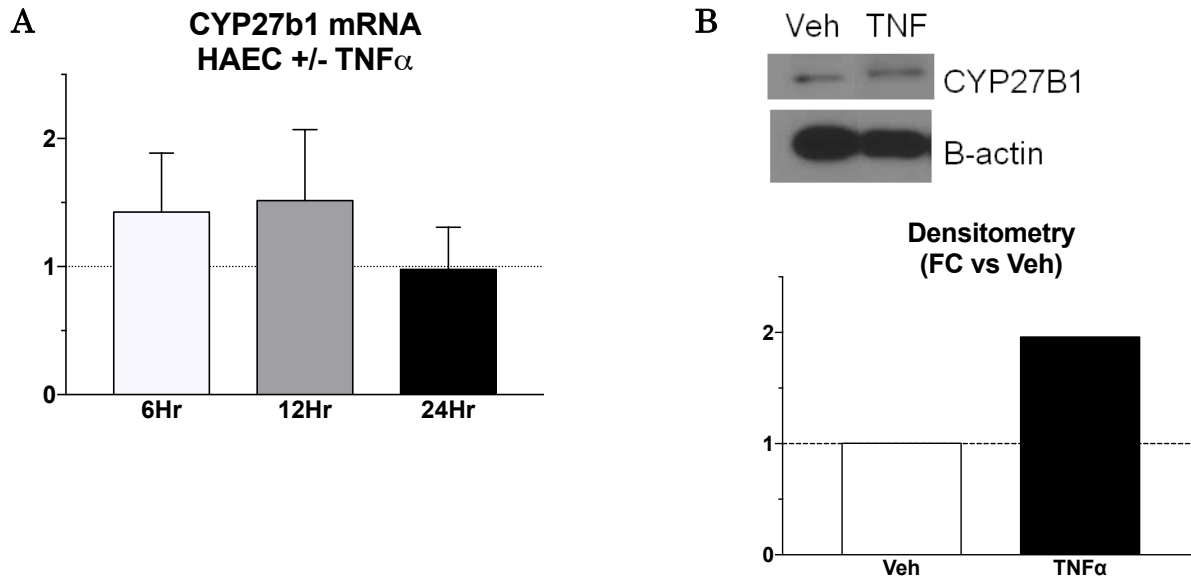 A
CYP27b1 mRNA
HAEC +/- TNFα
2
1
0
6Hr
12Hr
24Hr
B
Veh TNF
CYP27B1
B-actin
Densitometry
(FC vs Veh)
2
1
0
Veh
TNFα